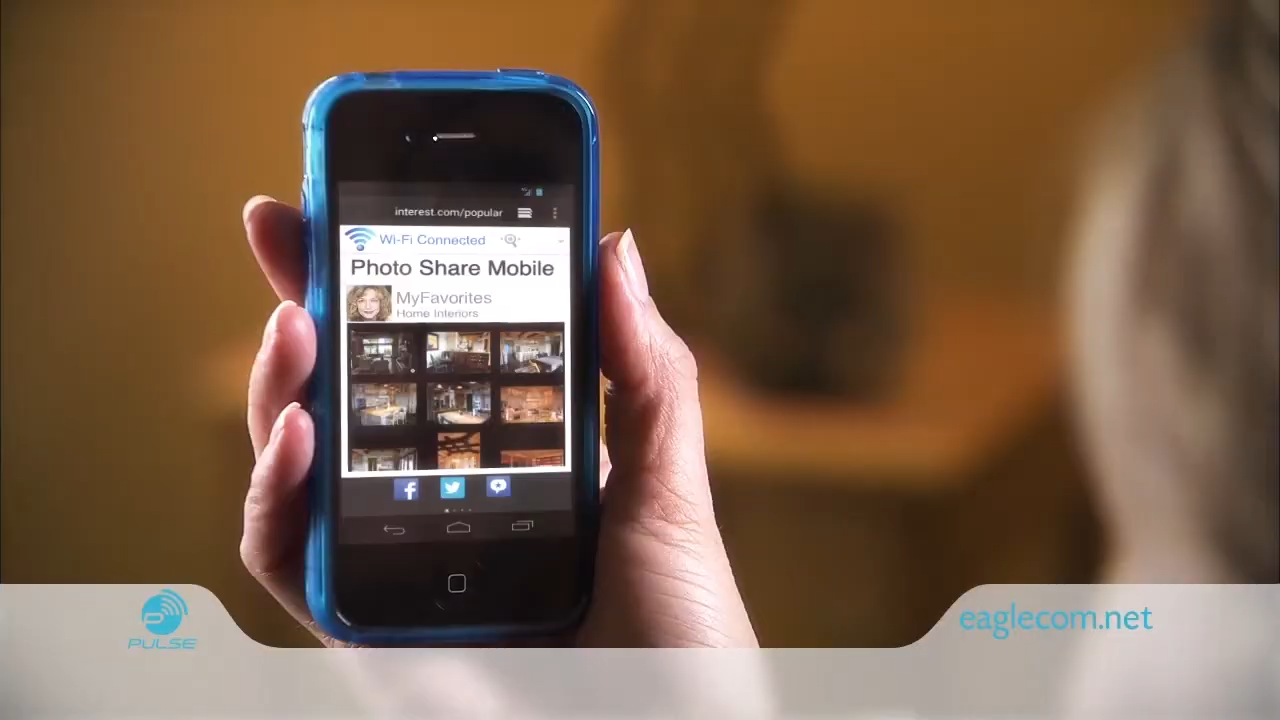 interest.com/popular
Wi-Fi Connected
Photo Share Mobile
MyFavorites
Home Interiors
PULSE
eaglecom.net